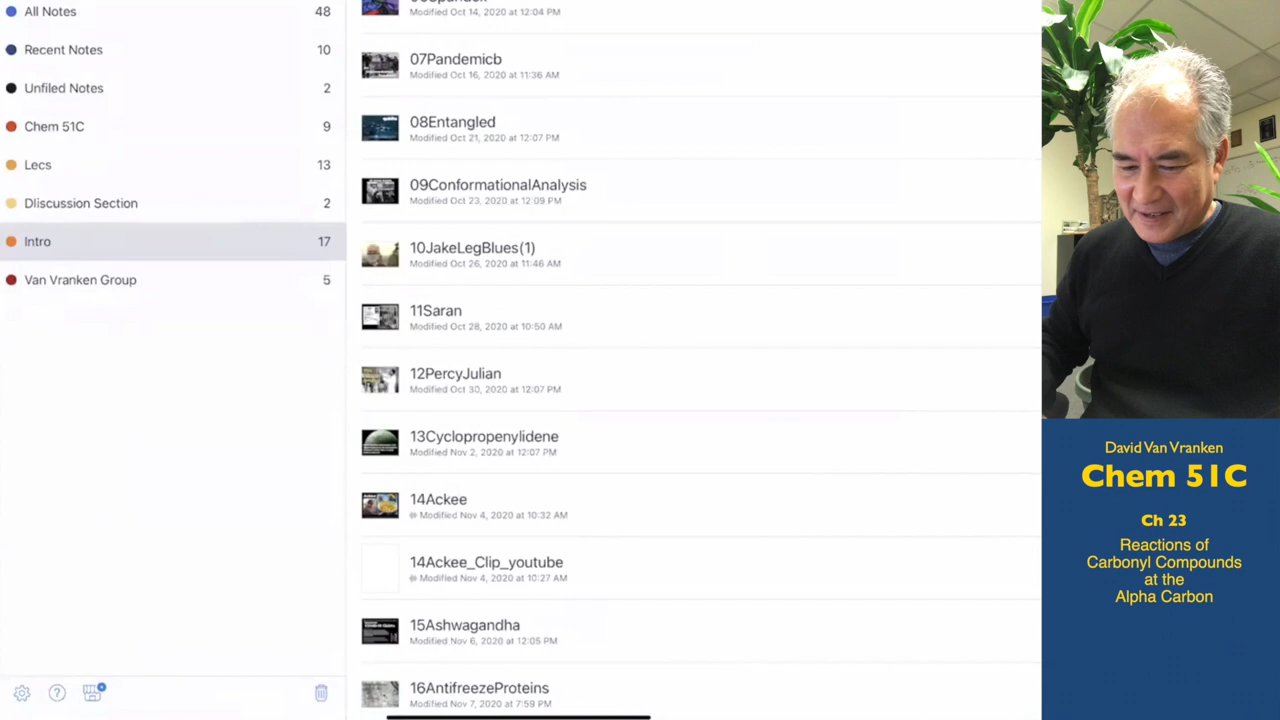 All Notes 48
Recent Notes 10
Unfiled Notes 2
Chem 51C 9
Lecs 13
DIiscussion Section 2
Intro 17
Van Vranken Group 5
Modified Oct 14, 2020 at 12:04 PM
07Pandemicb
Modified Oct 16, 2020 at 11:36 AM
08Entangled
Modified Oct 21, 2020 at 12:07 PM
09ConformationalAnalysis
Modified Oct 23, 2020 at 12:09 PM
10JakeLegBlues(1)
Modified Oct 26, 2020 at 11:46 AM
11Saran
Modified Oct 28, 2020 at 10:50 AM
12PercyJulian
Modified Oct 30, 2020 at 12:07 PM
13Cyclopropenylidene
Modified Nov 2, 2020 at 12:07 PM
14Ackee
Modified Nov 4, 2020 at 10:32 AM
14Ackee_Clip_youtube
Modified Nov 4, 2020 at 10:27 AM
15Ashwagandha
Modified Nov 6, 2020 at 12:05 PM
16AntifreezeProteins
Modified Nov 7, 2020 at 7:59 PM
David Van Vranken
Chem 51C
Ch 23
Reactions of
Carbonyl Compounds
at the
Alpha Carbon